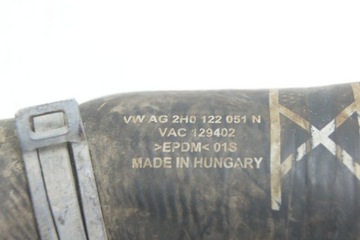 VW AG 2H0 122 051 N
VAC 129402
>EPDM< 01S
MADE IN HUNGARY